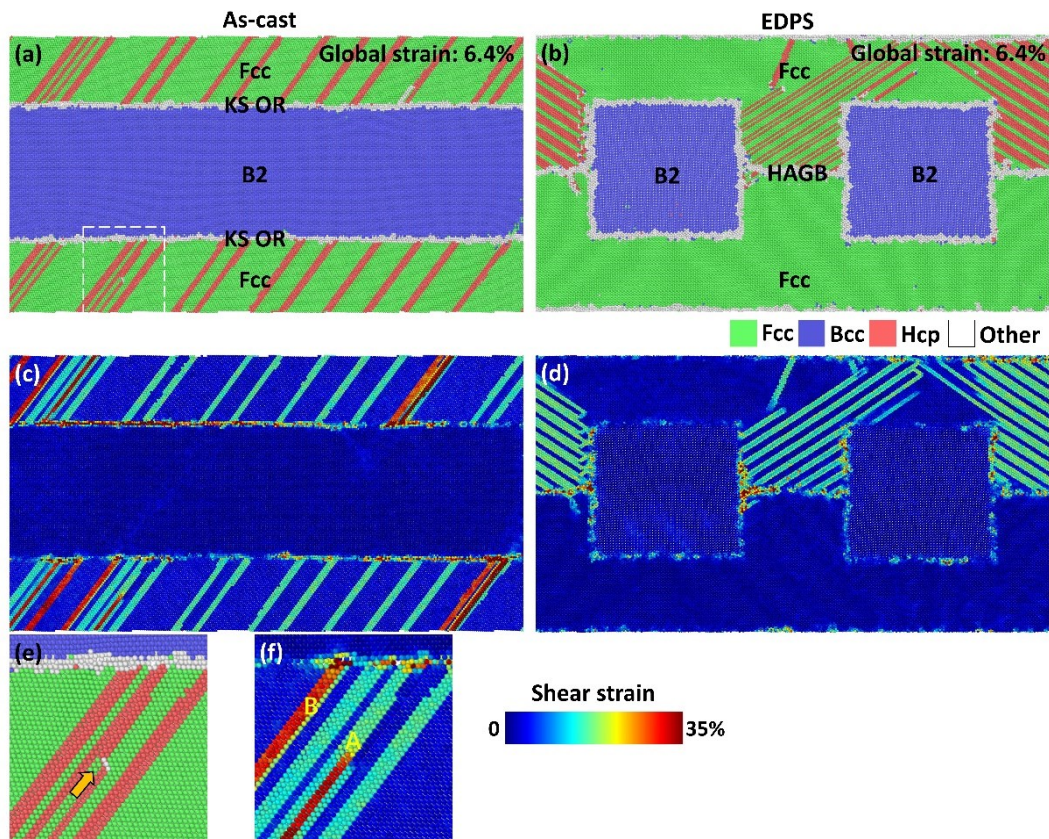 As-cast
EDPS
(a)
Global strain: 6.4%
Fcc
KS OR
B2
KS OR
Fcc
(b)
Global strain: 6.4%
Fcc
B2
HAGB
B2
Fcc
Fcc
Bcc
Hcp
Other
(c)
(d)
(e)
(f)
B
A
Shear strain
0
35%